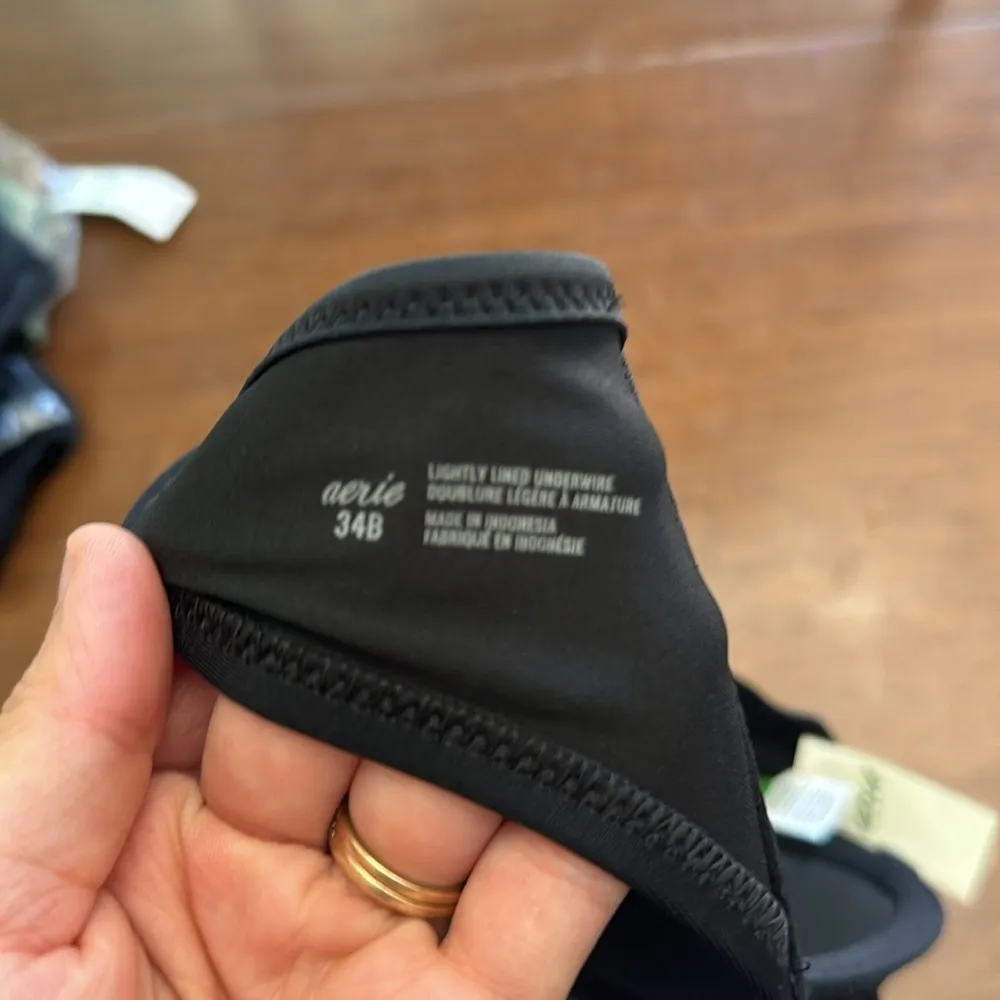 aerie
34B
LIGHTLY LINED UNDERWIRE
DOUBLURE LÉGÈRE À ARMATURE
MADE IN INDONESIA
FABRIQUÉ EN INDONÉSIE